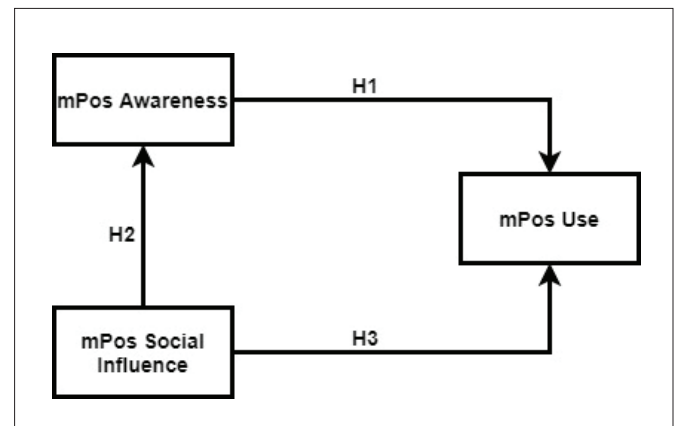 mPos Awareness
H1
mPos Use
H2
mPos Social
Influence
H3